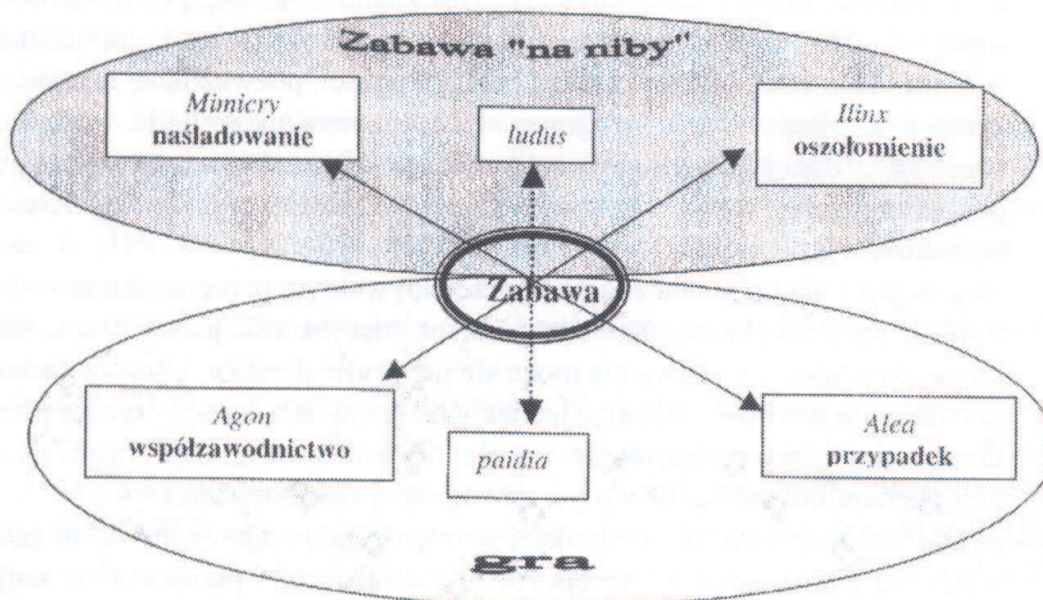 Zabawa "na niby"
Mimicry
naśladowanie
ludus
Ilinx
oszołomienie
Zabawa
Agon
współzawodnictwo
paidia
Alea
przypadek
gra